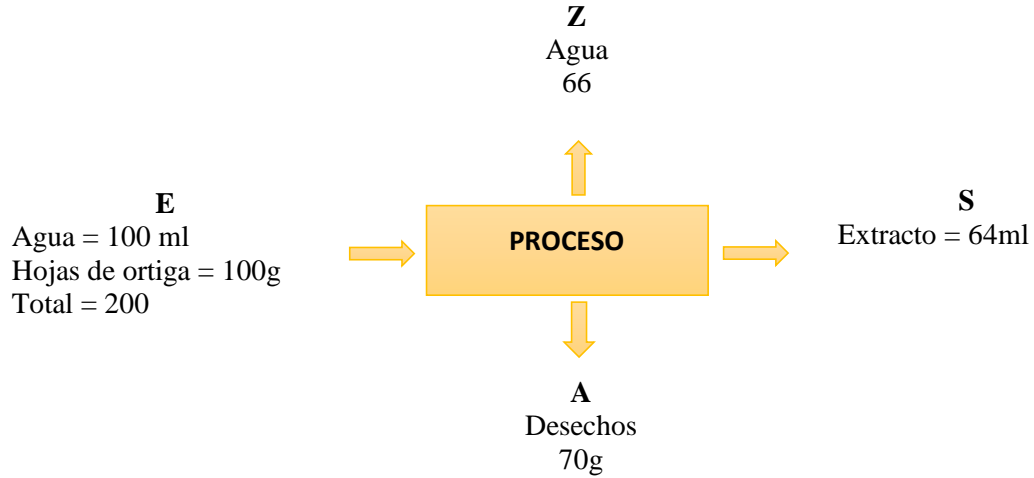 Z
Agua
66
E
Agua = 100 ml
Hojas de ortiga = 100g
Total = 200
PROCESO
S
Extracto = 64ml
A
Desechos
70g